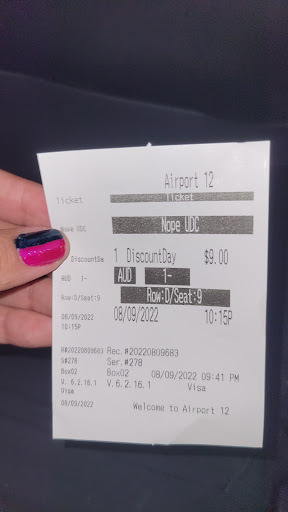 Airport 12
Ticket
Ticket
Nope UDC
Nope UDC
1 DiscountDay $9.00
DiscountDa
AUD 1-
AUD 1-
Row:D/Seat:9
Row:D/Seat:9
08/09/2022 10:15P
08/09/2022
10:15P
R#20220809683 Rec.#20220809683
S#278 Ser.#278
Box02 Box02 08/09/2022 09:41 PM
V. 6.2.16.1 V. 6.2.16.1 Visa
Visa
08/09/2022 Welcome to Airport 12